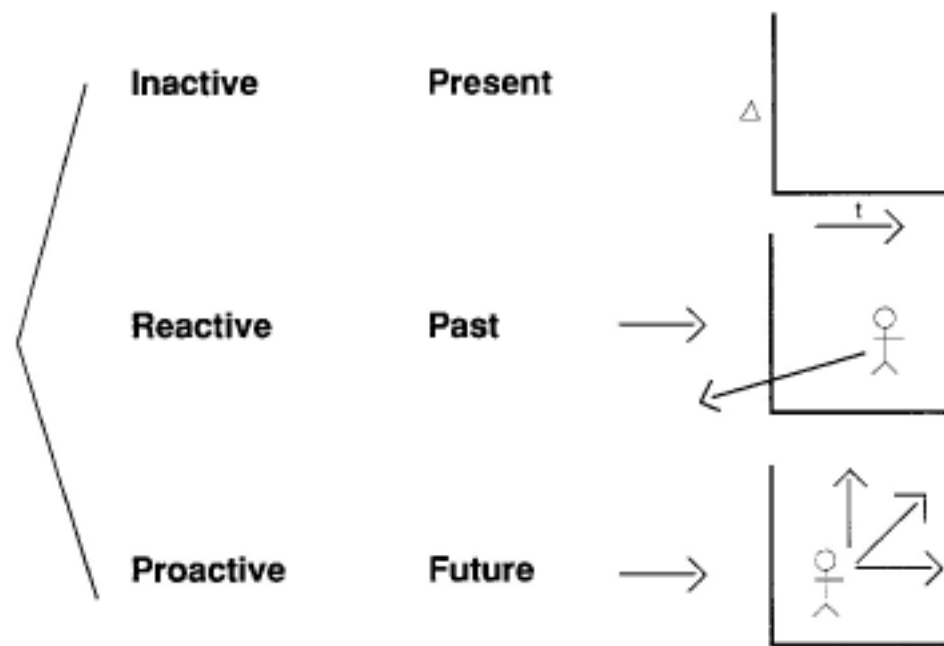 Inactive Present
Δ
t
Reactive Past
Proactive Future